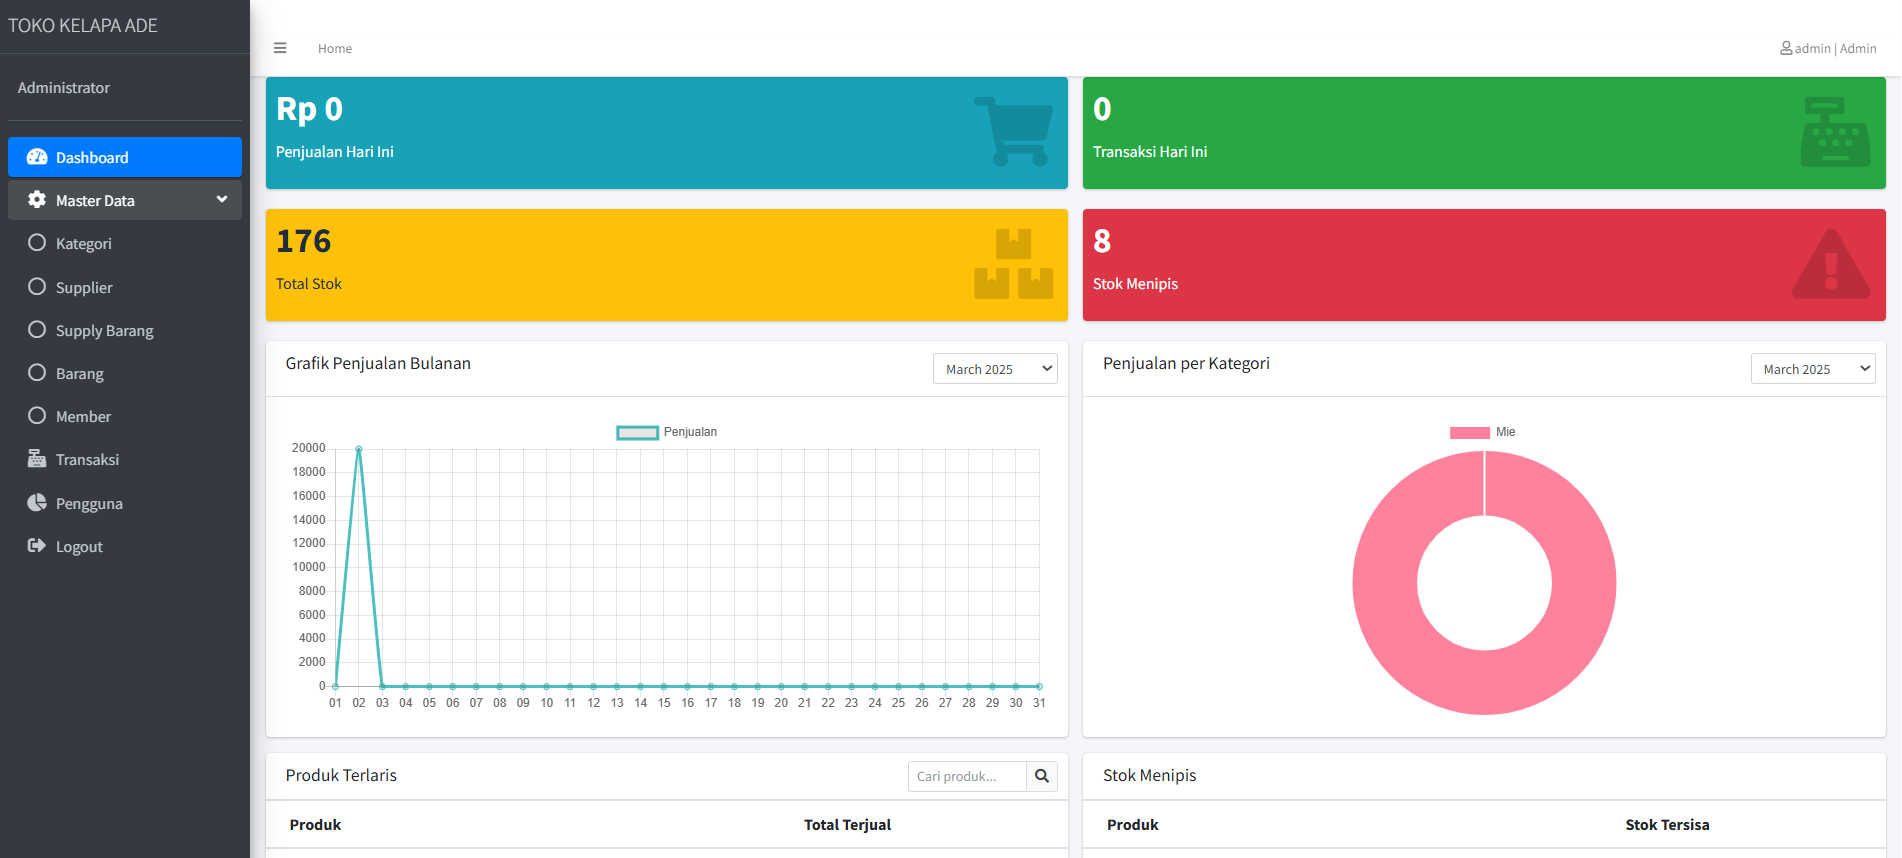 TOKO KELAPA ADE
Administrator
Dashboard
Master Data
Kategori
Supplier
Supply Barang
Barang
Member
Transaksi
Pengguna
Logout
Home
admin | Admin
Rp 0
Penjualan Hari Ini
0
Transaksi Hari Ini
176
Total Stok
8
Stok Menipis
Grafik Penjualan Bulanan
March 2025
Penjualan
20000
18000
16000
14000
12000
10000
8000
6000
4000
2000
0
01 02 03 04 05 06 07 08 09 10 11 12 13 14 15 16 17 18 19 20 21 22 23 24 25 26 27 28 29 30 31
Penjualan per Kategori
March 2025
Mie
Produk Terlaris
Cari produk...
Produk Total Terjual
Stok Menipis
Produk Stok Tersisa